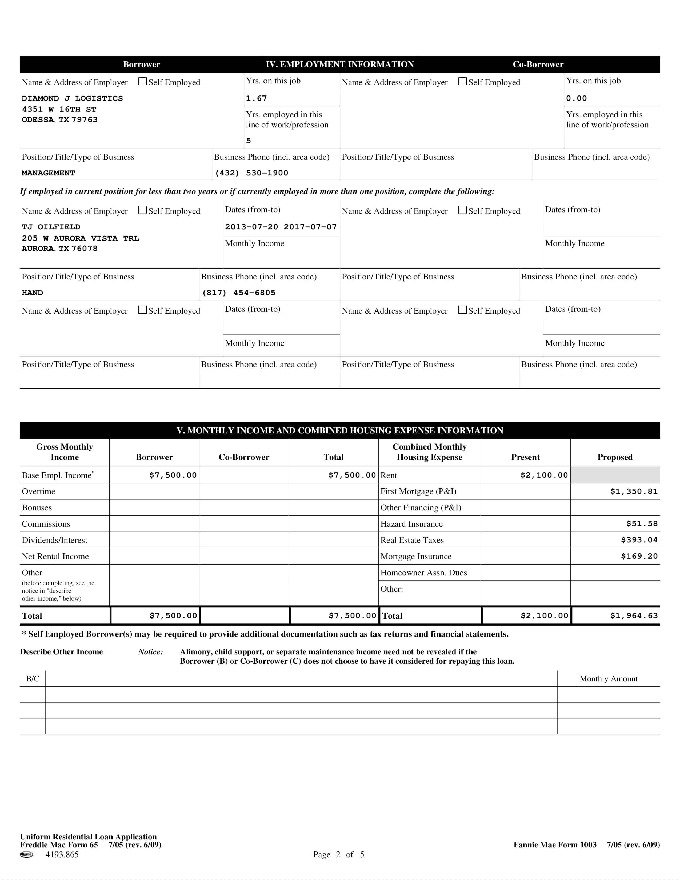 Borrower IV. EMPLOYMENT INFORMATION Co-Borrower
Name & Address of Employer Self Employed Yrs. on this job Name & Address of Employer Self Employed Yrs. on this job
DIAMOND J LOGISTICS 1.67 0.00
4351 W 16TH ST
ODESSA TX 79763
Yrs. employed in this line of work/profession Yrs. employed in this line of work/profession
5
Position/Title/Type of Business Business Phone (incl. area code) Position/Title/Type of Business Business Phone (incl. area code)
MANAGEMENT (432) 530-1900
If employed in current position for less than two years or if currently employed in more than one position, complete the following:
Name & Address of Employer Self Employed Dates (from-to) Name & Address of Employer Self Employed Dates (from-to)
TJ OILFIELD 2013-07-20 2017-07-07
205 W AURORA VISTA TRL
AURORA TX 76078
Monthly Income Monthly Income
Position/Title/Type of Business Business Phone (incl. area code) Position/Title/Type of Business Business Phone (incl. area code)
HAND (817) 454-6805
Name & Address of Employer Self Employed Dates (from-to) Name & Address of Employer Self Employed Dates (from-to)
Monthly Income Monthly Income
Position/Title/Type of Business Business Phone (incl. area code) Position/Title/Type of Business Business Phone (incl. area code)
V. MONTHLY INCOME AND COMBINED HOUSING EXPENSE INFORMATION
Gross Monthly Income Borrower Co-Borrower Total Combined Monthly Housing Expense Present Proposed
Base Empl. Income* $7,500.00 $7,500.00 Rent $2,100.00
Overtime First Mortgage (P&I) $1,350.81
Bonuses Other Financing (P&I)
Commissions Hazard Insurance $51.58
Dividends/Interest Real Estate Taxes $393.04
Net Rental Income Mortgage Insurance $169.20
Other Homeowner Assn. Dues
(before completing, see the notice in "describe other income," below) Other:
Total $7,500.00 $7,500.00 Total $2,100.00 $1,964.63
* Self Employed Borrower(s) may be required to provide additional documentation such as tax returns and financial statements.
Describe Other Income Notice: Alimony, child support, or separate maintenance income need not be revealed if the
Borrower (B) or Co-Borrower (C) does not choose to have it considered for repaying this loan.
B/C Monthly Amount
Uniform Residential Loan Application
Freddie Mac Form 65 7/05 (rev. 6/09) Fannie Mae Form 1003 7/05 (rev. 6/09)
4193.865 Page 2 of 5